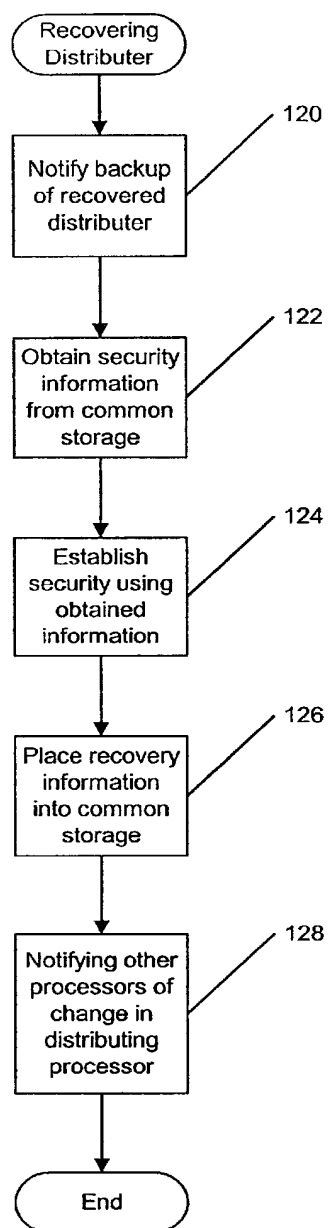 Recovering
Distributer
120
Notify backup
of recovered
distributer
122
Obtain security
information
from common
storage
124
Establish
security using
obtained
information
126
Place recovery
information
into common
storage
128
Notifying other
processors of
change in
distributing
processor
End